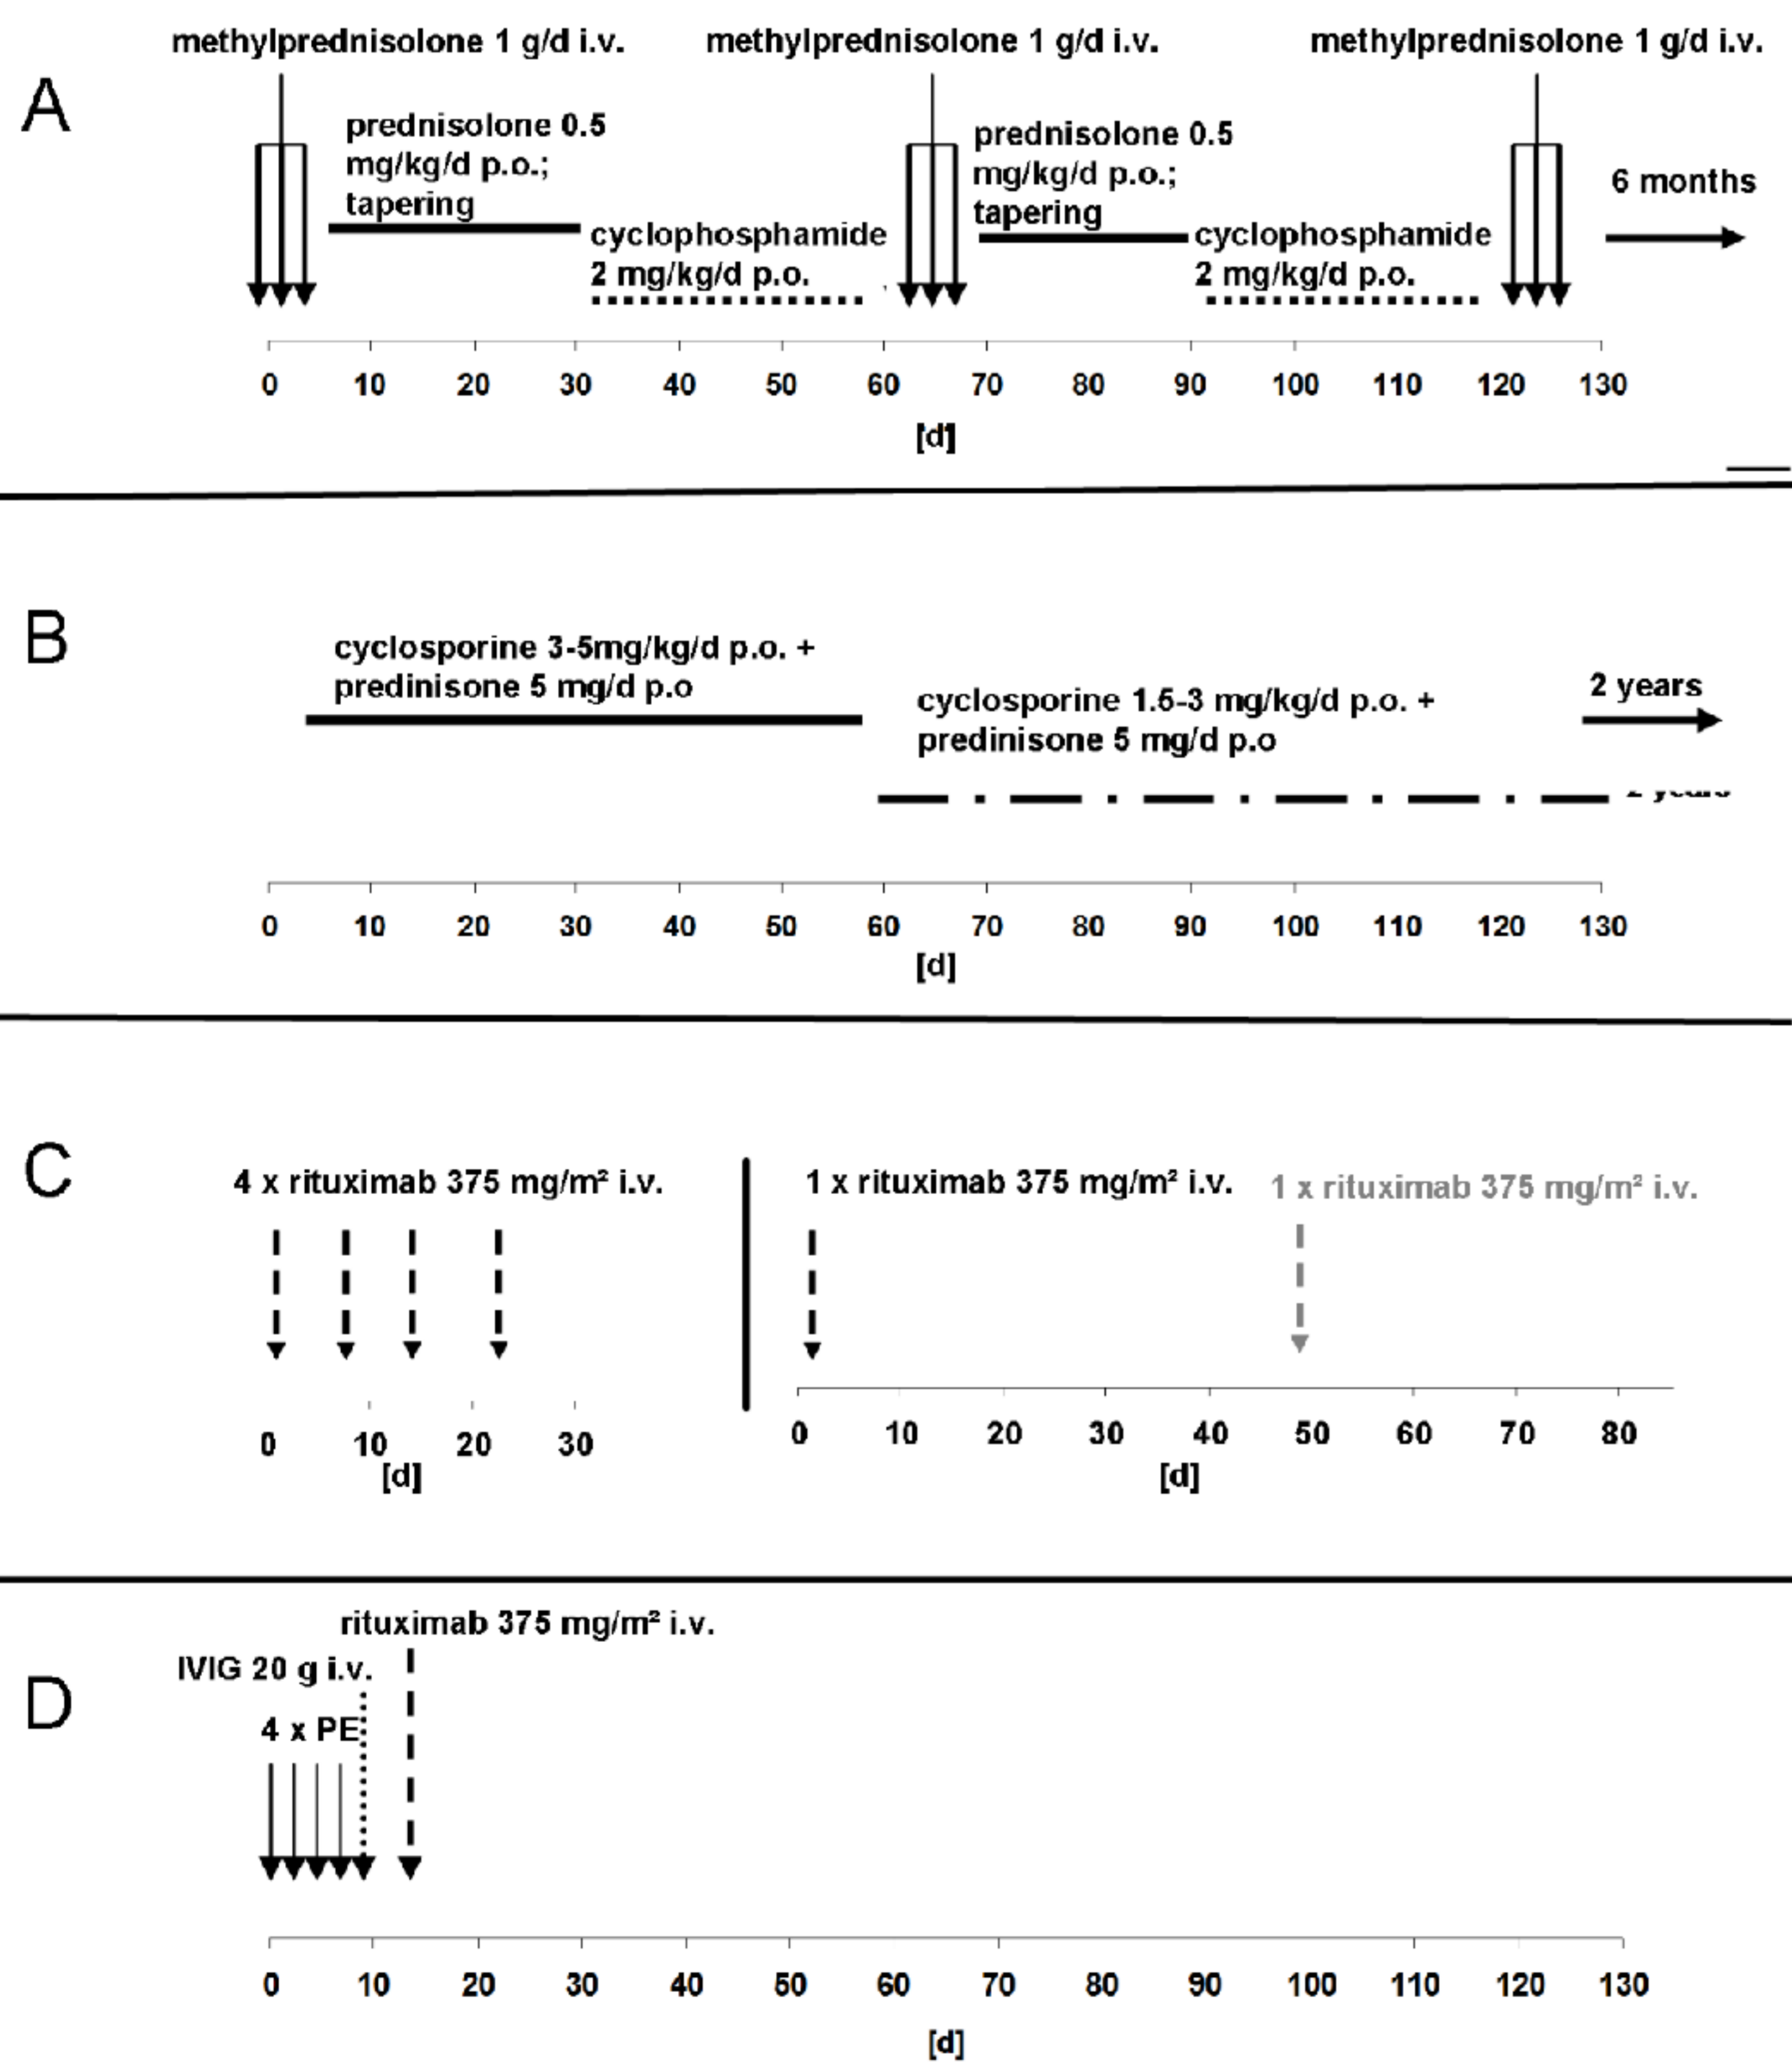 A
methylprednisolone 1 g/d i.v.
methylprednisolone 1 g/d i.v.
methylprednisolone 1 g/d i.v.
prednisolone 0.5
mg/kg/d p.o.;
tapering
cyclophosphamide
2 mg/kg/d p.o.
prednisolone 0.5
mg/kg/d p.o.;
tapering
cyclophosphamide
2 mg/kg/d p.o.
6 months
0 10 20 30 40 50 60 70 80 90 100 110 120 130
[d]
B
cyclosporine 3-5mg/kg/d p.o. +
predinisone 5 mg/d p.o
cyclosporine 1.5-3 mg/kg/d p.o. +
predinisone 5 mg/d p.o
2 years
0 10 20 30 40 50 60 70 80 90 100 110 120 130
[d]
C
4 x rituximab 375 mg/m² i.v.
1 x rituximab 375 mg/m² i.v.
1 x rituximab 375 mg/m² i.v.
0 10 20 30
[d]
0 10 20 30 40 50 60 70 80
[d]
D
rituximab 375 mg/m² i.v.
IVIG 20 g i.v.
4 x PE
0 10 20 30 40 50 60 70 80 90 100 110 120 130
[d]